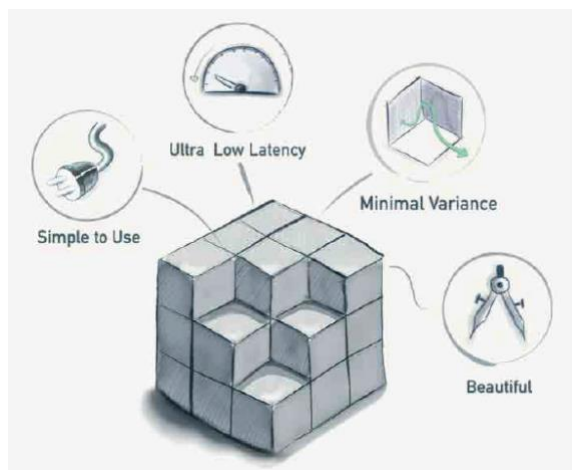 Ultra Low Latency
Simple to Use
Minimal Variance
Beautiful